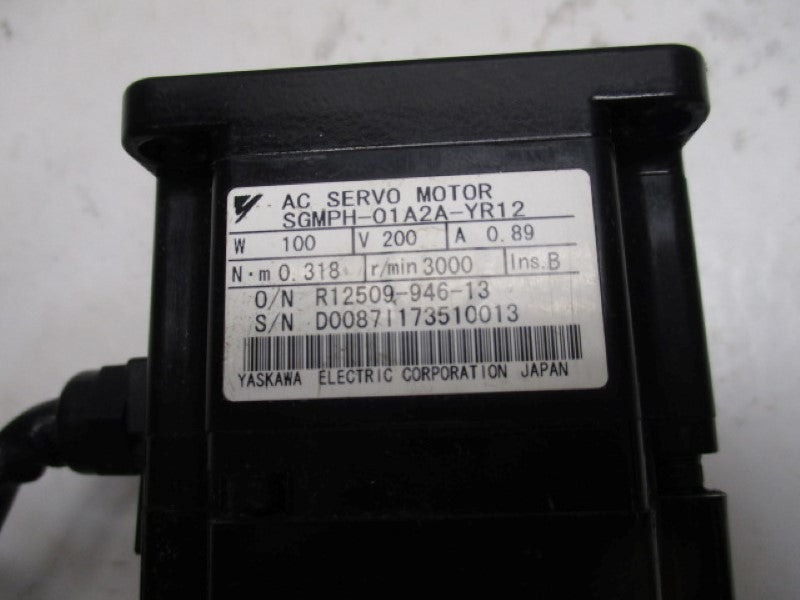 AC SERVO MOTOR
SGMPH-01A2A-YR12
W 100 V 200 A 0.89
N・m 0.318 r/min 3000 Ins.B
O/N R12509-946-13
S/N D0087I173510013
YASKAWA ELECTRIC CORPORATION JAPAN